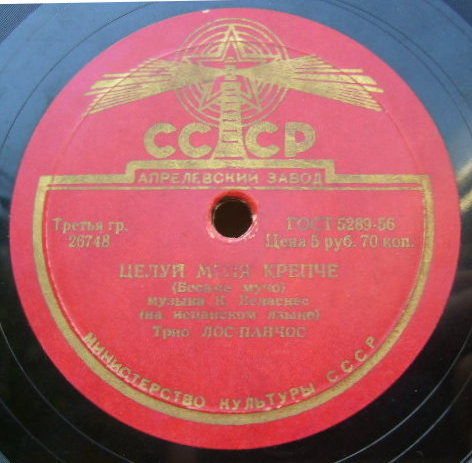 СССР
АПРЕЛЕВСКИЙ ЗАВОД
Третья гр.
26748
ГОСТ 5289-56
Цена 5 руб. 70 коп.
ЦЕЛУЙ МЕНЯ КРЕПЧЕ
(Бесаме мучо)
музыка К. Веласкес
(на испанском языке)
Трио ЛОС-ПАНЧОС
МИНИСТЕРСТВО КУЛЬТУРЫ СССР